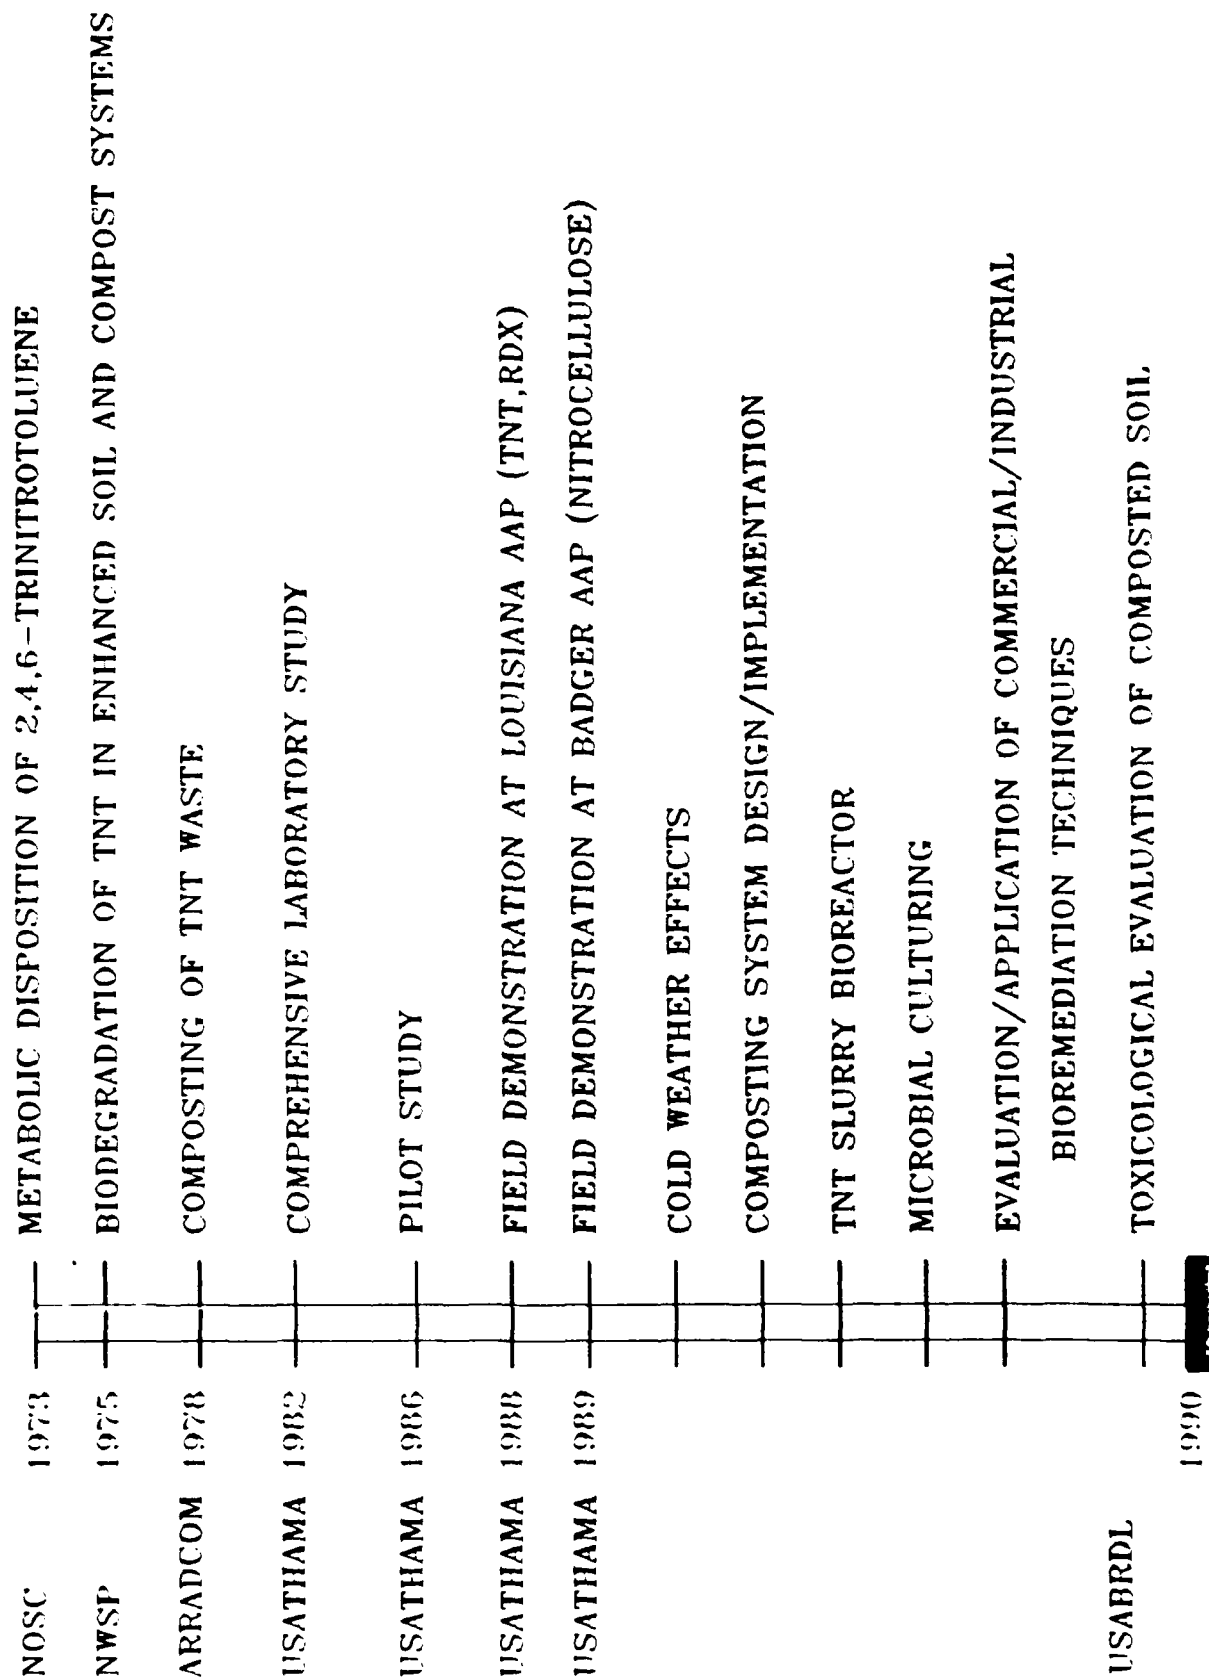 NOSC 1973 METABOLIC DISPOSITION OF 2,4,6-TRINITROTOLUENE
NWSP 1975 BIODEGRADATION OF TNT IN ENHANCED SOIL AND COMPOST SYSTEMS
ARRADCOM 1978 COMPOSTING OF TNT WASTE
USATHAMA 1982 COMPREHENSIVE LABORATORY STUDY
USATHAMA 1986 PILOT STUDY
USATHAMA 1988 FIELD DEMONSTRATION AT LOUISIANA AAP (TNT,RDX)
USATHAMA 1989 FIELD DEMONSTRATION AT BADGER AAP (NITROCELLULOSE)
COLD WEATHER EFFECTS
COMPOSTING SYSTEM DESIGN/IMPLEMENTATION
TNT SLURRY BIOREACTOR
MICROBIAL CULTURING
EVALUATION/APPLICATION OF COMMERCIAL/INDUSTRIAL
BIOREMEDIATION TECHNIQUES
USABRDL TOXICOLOGICAL EVALUATION OF COMPOSTED SOIL
1990